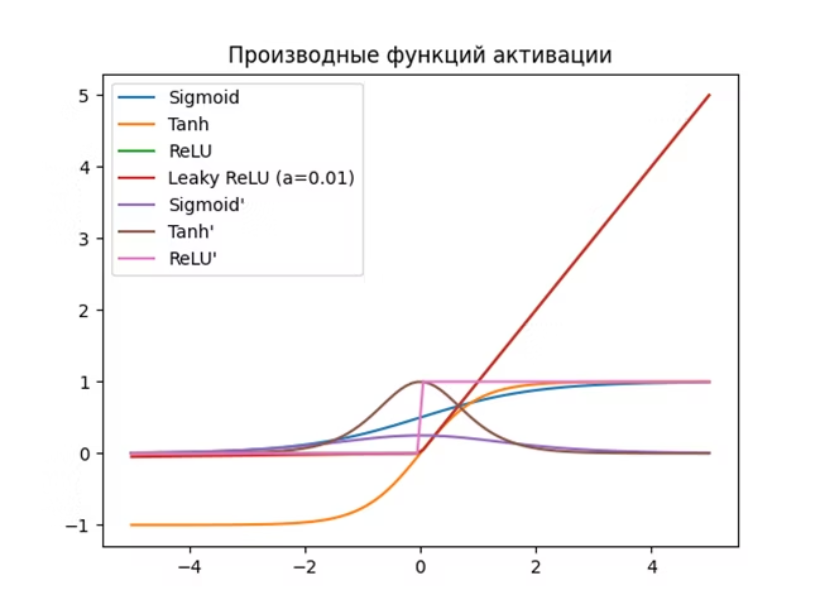 Производные функций активации
Sigmoid
Tanh
ReLU
Leaky ReLU (a=0.01)
Sigmoid'
Tanh'
ReLU'
5
4
3
2
1
0
−1
−4
−2
0
2
4